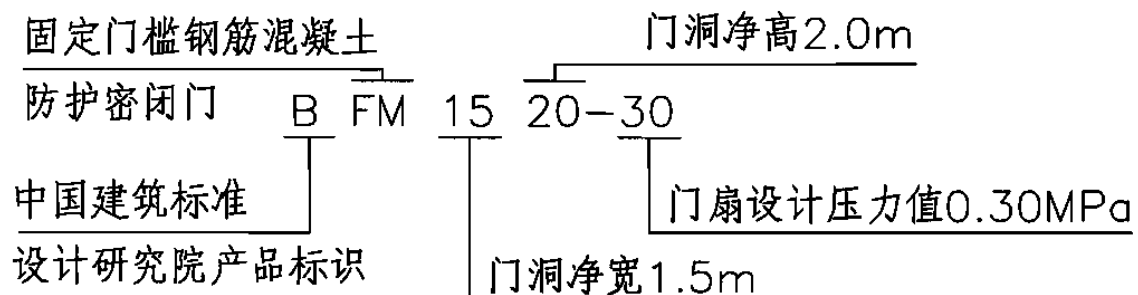 固定门槛钢筋混凝土
门洞净高2.0m
防护密闭门
B FM 15 20-30
中国建筑标准
门扇设计压力值0.30MPa
设计研究院产品标识
门洞净宽1.5m